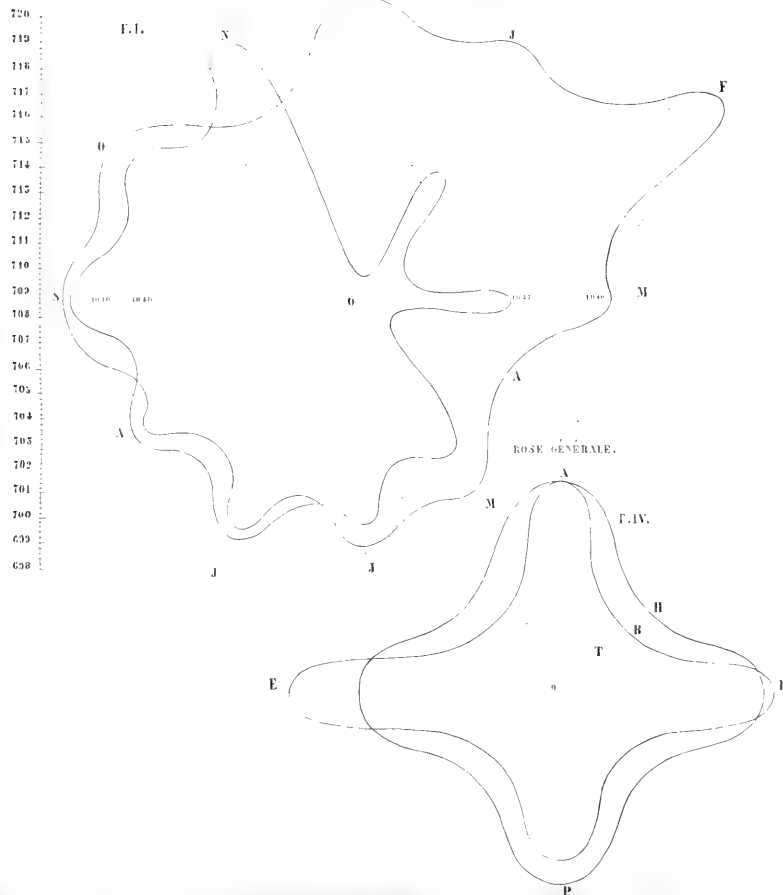 720
719
718
717
716
715
714
713
712
711
710
709
708
707
706
705
704
703
702
701
700
699
698
F.I.
N
J
F
O
S
1840
O
M
A
A
M
J
J
ROSE GÉNÉRALE.
A
F.IV.
H
B
T
E
O
P